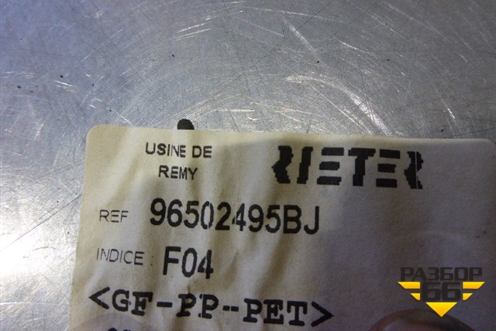 USINE DE
REMY
RIETER
REF 96502495BJ
INDICE : F04
<GF-PP-PET>
РАЗБОР
66